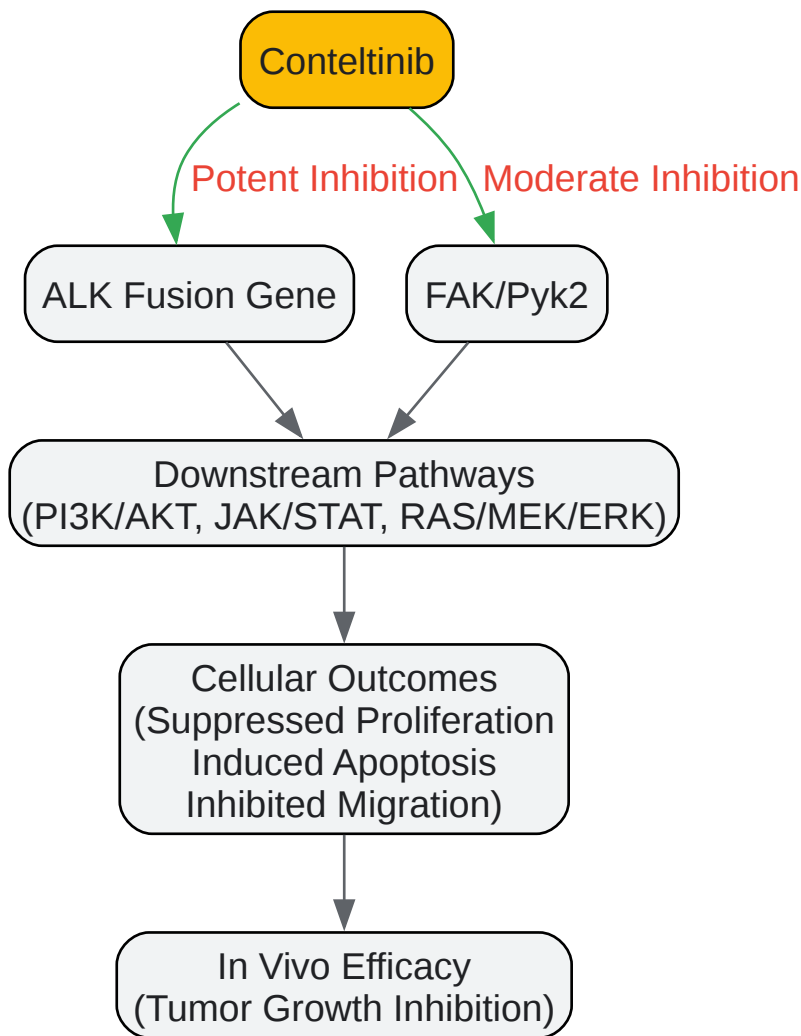 Conteltinib
Potent Inhibition
Moderate Inhibition
ALK Fusion Gene
FAK/Pyk2
Downstream Pathways
(PI3K/AKT, JAK/STAT, RAS/MEK/ERK)
Cellular Outcomes
(Suppressed Proliferation
Induced Apoptosis
Inhibited Migration)
In Vivo Efficacy
(Tumor Growth Inhibition)